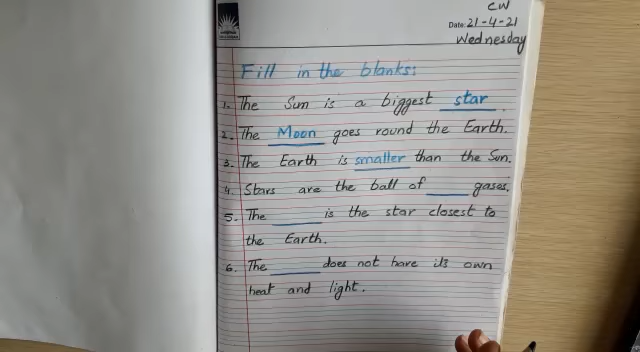 CW
Date: 21-4-21
Wednesday
Fill in the blanks:
1. The Sun is a biggest star.
2. The Moon goes round the Earth.
3. The Earth is smaller than the Sun.
4. Stars are the ball of ____ gases.
5. The ____ is the star closest to
the Earth.
6. The ____ does not have its own
heat and light.